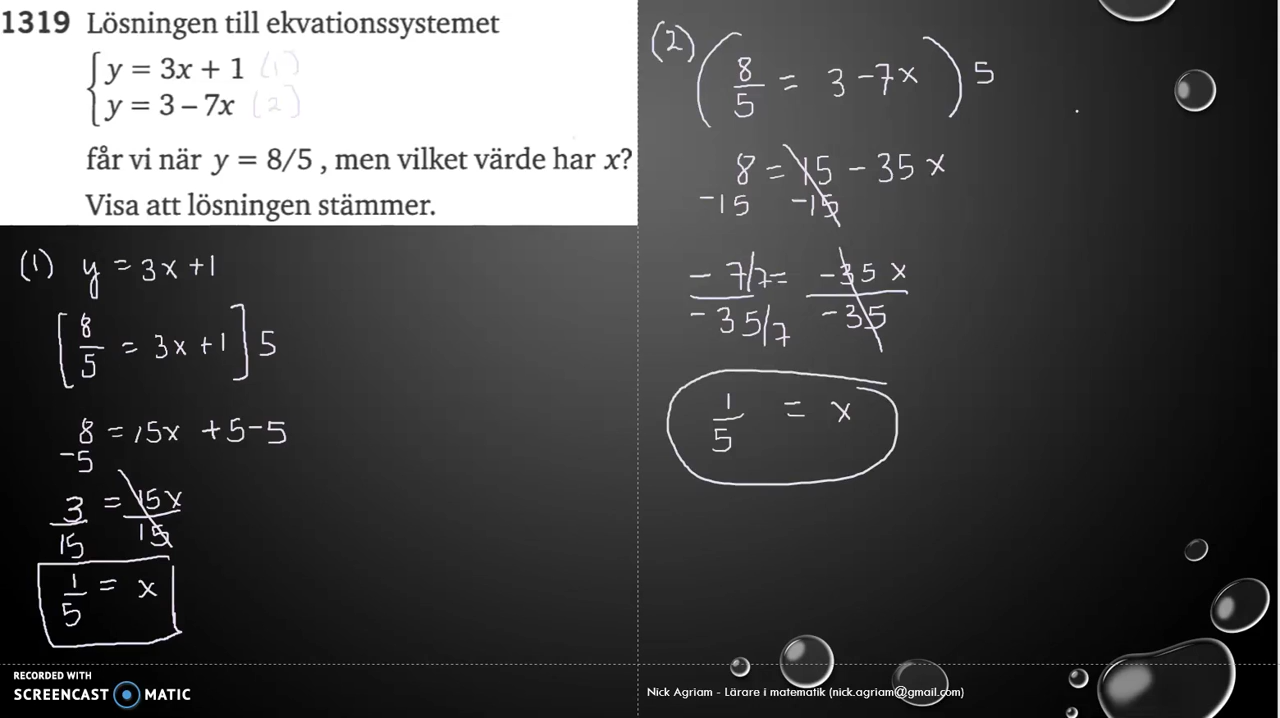 1319 Lösningen till ekvationssystemet
y = 3x + 1 (1)
y = 3 – 7x (2)
får vi när y = 8/5 , men vilket värde har x?
Visa att lösningen stämmer.
(1) y = 3x + 1
[8/5 = 3x + 1] 5
8 = 15x + 5 - 5
-5
3/15 = 15x/15
1/5 = x
(2) (8/5 = 3 - 7x) 5
8 = 15 - 35x
-15 -15
- 7/7 = -35x
- 35/7 -35
1/5 = x
RECORDED WITH
SCREENCAST MATIC
Nick Agriam - Lärare i matematik (nick.agriam@gmail.com)